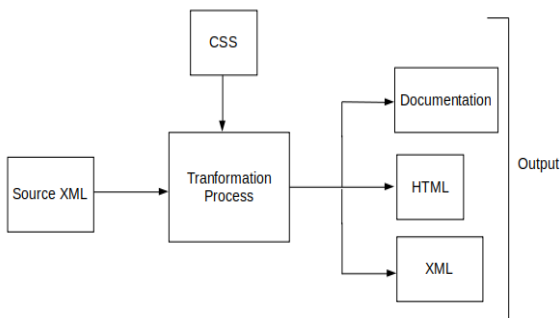 CSS
Source XML
Tranformation
Process
Documentation
HTML
XML
Output